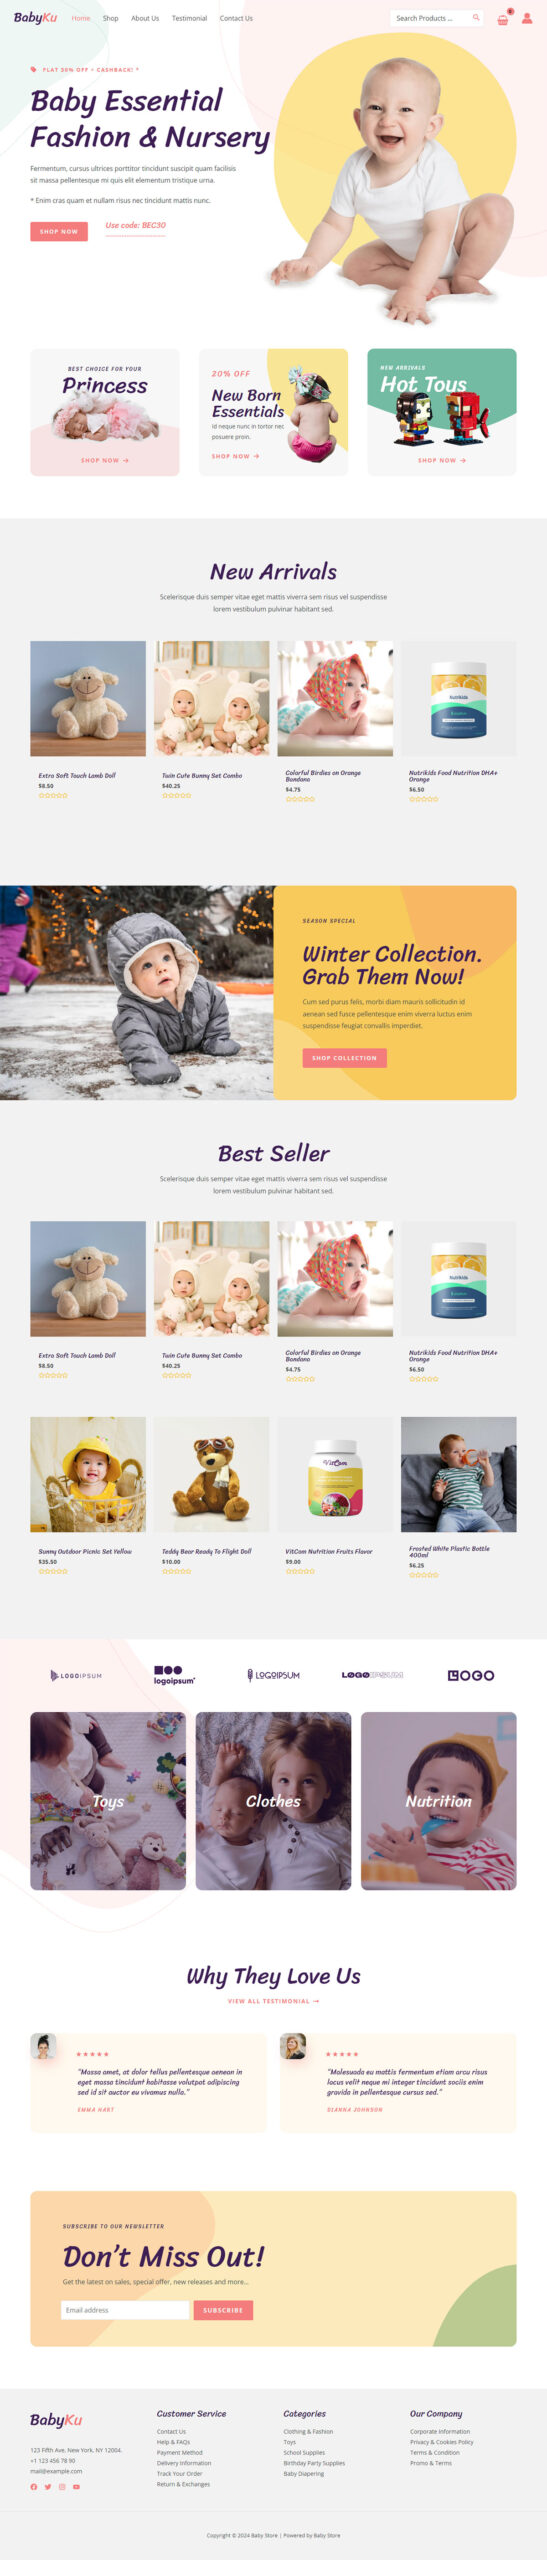 BabyKu
Home Shop About Us Testimonial Contact Us
Search Products ...
0
FLAT 30% OFF + CASHBACK! *
Baby Essential
Fashion & Nursery
Fermentum, cursus ultrices porttitor tincidunt suscipit quam facilisis
sit massa pellentesque mi quis elit elementum tristique urna.
* Enim cras quam et nullam risus nec tincidunt mattis nunc.
SHOP NOW
Use code: BEC30
BEST CHOICE FOR YOUR
Princess
SHOP NOW →
20% OFF
New Born
Essentials
Id neque nunc in tortor nec
posuere proin.
SHOP NOW →
NEW ARRIVALS
Hot Toys
SHOP NOW →
New Arrivals
Scelerisque duis semper vitae eget mattis viverra sem risus vel suspendisse
lorem vestibulum pulvinar habitant sed.
Nutrikids
Extra Soft Touch Lamb Doll
$8.50
Twin Cute Bunny Set Combo
$40.25
Colorful Birdies on Orange
Bandana
$4.75
Nutrikids Food Nutrition DHA+
Orange
$6.50
SEASON SPECIAL
Winter Collection.
Grab Them Now!
Cum sed purus felis, morbi diam mauris sollicitudin id
aenean sed fusce pellentesque enim viverra luctus enim
suspendisse feugiat convallis imperdiet.
SHOP COLLECTION
Best Seller
Scelerisque duis semper vitae eget mattis viverra sem risus vel suspendisse
lorem vestibulum pulvinar habitant sed.
Nutrikids
Extra Soft Touch Lamb Doll
$8.50
Twin Cute Bunny Set Combo
$40.25
Colorful Birdies on Orange
Bandana
$4.75
Nutrikids Food Nutrition DHA+
Orange
$6.50
VitCom
Sunny Outdoor Picnic Set Yellow
$35.50
Teddy Bear Ready To Flight Doll
$10.00
VitCom Nutrition Fruits Flavor
$9.00
Frosted White Plastic Bottle
400ml
$6.25
LOGOIPSUM
logoipsum
LOGOIPSUM
LOGOIPSUM
LOGO
Toys
Clothes
Nutrition
Why They Love Us
VIEW ALL TESTIMONIAL →
"Massa amet, at dolor tellus pellentesque aenean in
eget massa tincidunt habitasse volutpat adipiscing
sed id sit auctor eu vivamus nulla."
EMMA HART
"Malesuada eu mattis fermentum etiam arcu risus
locus velit neque mi integer tincidunt sociis enim
gravida in pellentesque cursus sed."
DIANNA JOHNSON
SUBSCRIBE TO OUR NEWSLETTER
Don't Miss Out!
Get the latest on sales, special offer, new releases and more...
Email address
SUBSCRIBE
BabyKu
123 Fifth Ave, New York, NY 12004.
+1 123 456 78 90
mail@example.com
Customer Service
Contact Us
Help & FAQs
Payment Method
Delivery Information
Track Your Order
Return & Exchanges
Categories
Clothing & Fashion
Toys
School Supplies
Birthday Party Supplies
Baby Diapering
Our Company
Corporate Information
Privacy & Cookies Policy
Terms & Condition
Promo & Terms
Copyright © 2024 Baby Store | Powered by Baby Store